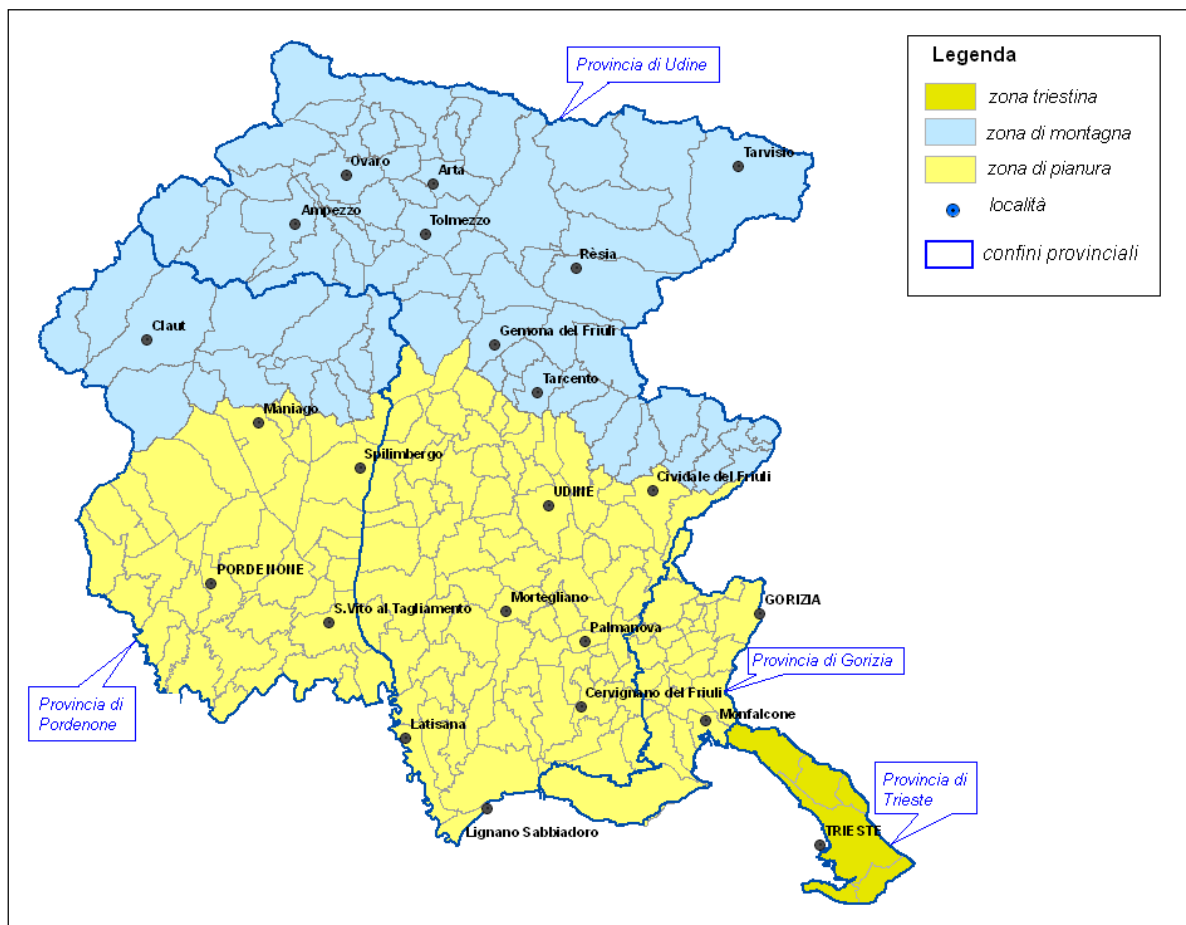 Provincia di Udine
Legenda
zona triestina
zona di montagna
zona di pianura
località
confini provinciali
Tarvisio
Ovaro
Arta
Ampezzo
Tolmezzo
Rèsia
Claut
Gemona del Friuli
Tarcento
Maniago
Spilimbergo
Cividale del Friuli
UDINE
PORDENONE
S.Vito al Tagliamento
Mortegliano
GORIZIA
Palmanova
Provincia di Gorizia
Provincia di
Pordenone
Cervignano del Friuli
Monfalcone
Latisana
Provincia di
Trieste
Lignano Sabbiadoro
TRIESTE